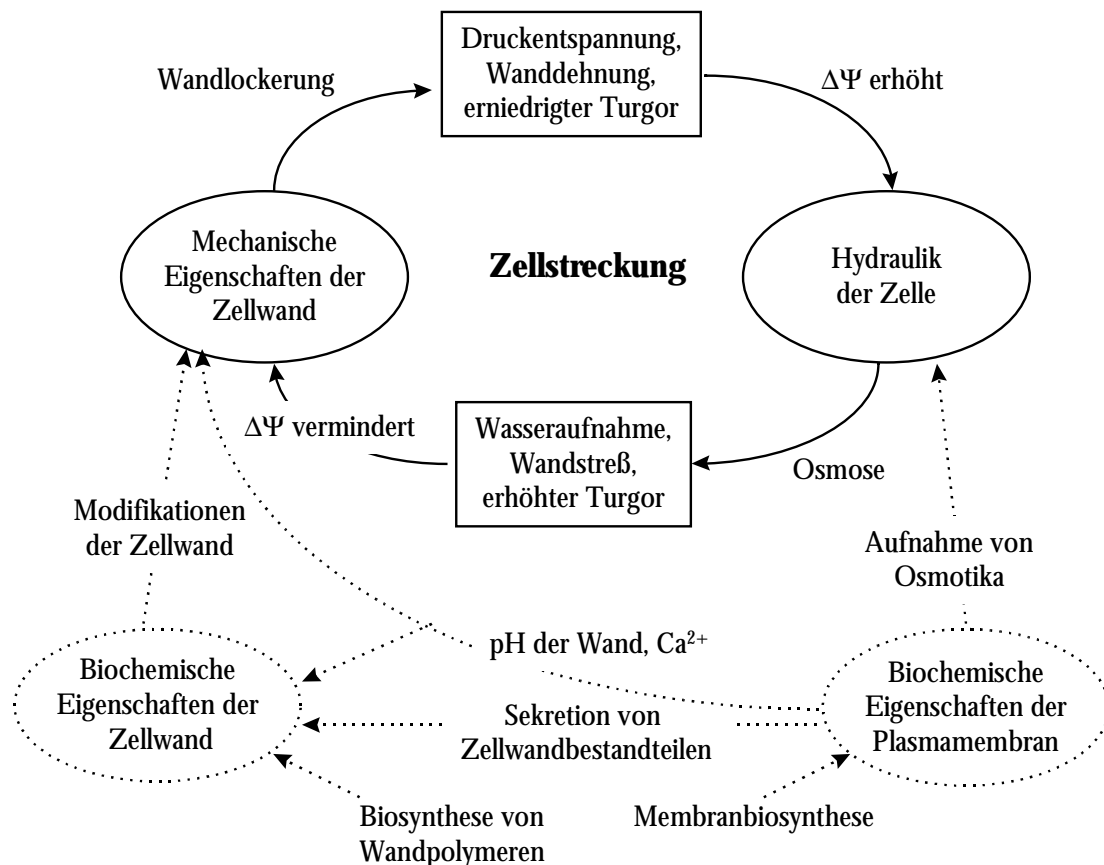 Druckentspannung,
Wanddehnung,
erniedrigter Turgor
Wandlockerung
ΔΨ erhöht
Mechanische
Eigenschaften der
Zellwand
Zellstreckung
Hydraulik
der Zelle
ΔΨ vermindert
Wasseraufnahme,
Wandstreß,
erhöhter Turgor
Osmose
Modifikationen
der Zellwand
Aufnahme von
Osmotika
pH der Wand, Ca²⁺
Biochemische
Eigenschaften der
Zellwand
Sekretion von
Zellwandbestandteilen
Biochemische
Eigenschaften der
Plasmamembran
Biosynthese von
Wandpolymeren
Membranbiosynthese